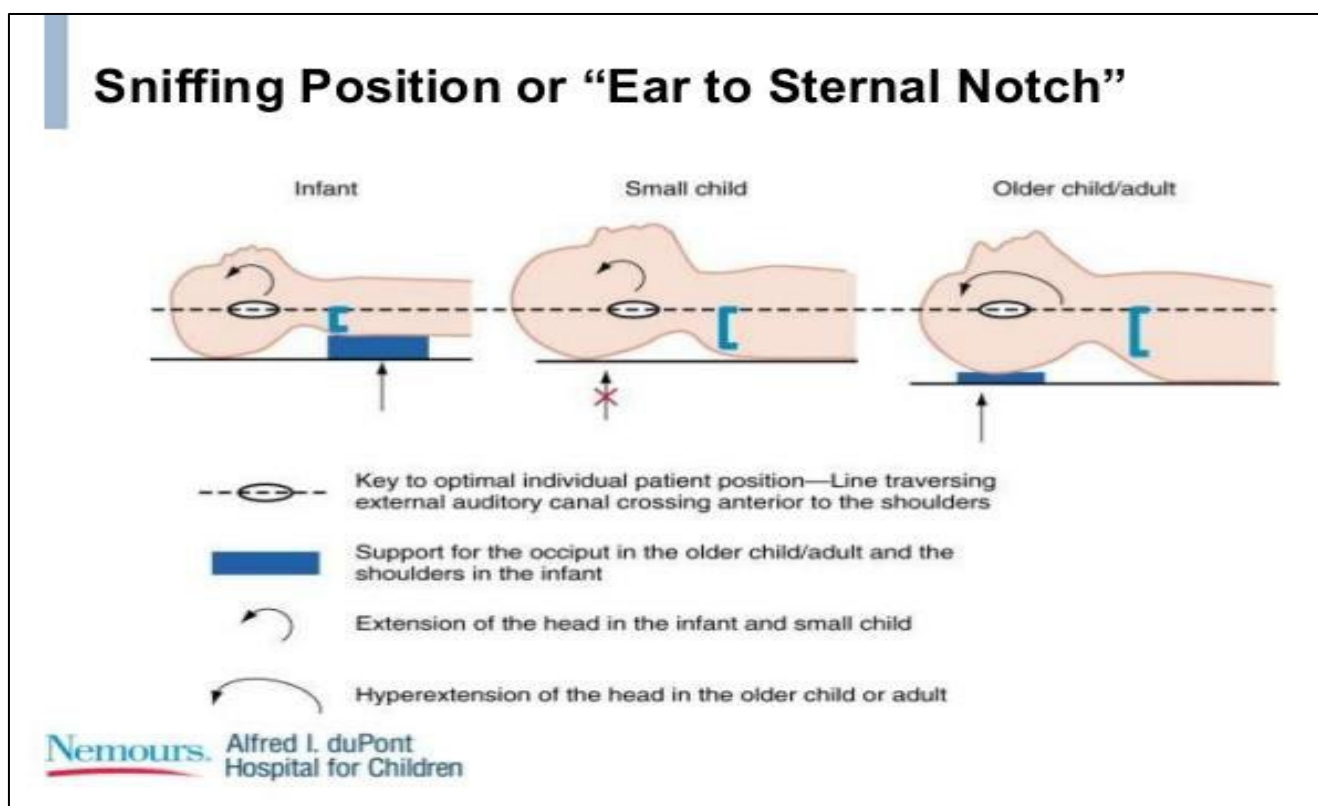 Sniffing Position or “Ear to Sternal Notch”
Infant
Small child
Older child/adult
Key to optimal individual patient position—Line traversing
external auditory canal crossing anterior to the shoulders
Support for the occiput in the older child/adult and the
shoulders in the infant
Extension of the head in the infant and small child
Hyperextension of the head in the older child or adult
Nemours. Alfred I. duPont
Hospital for Children